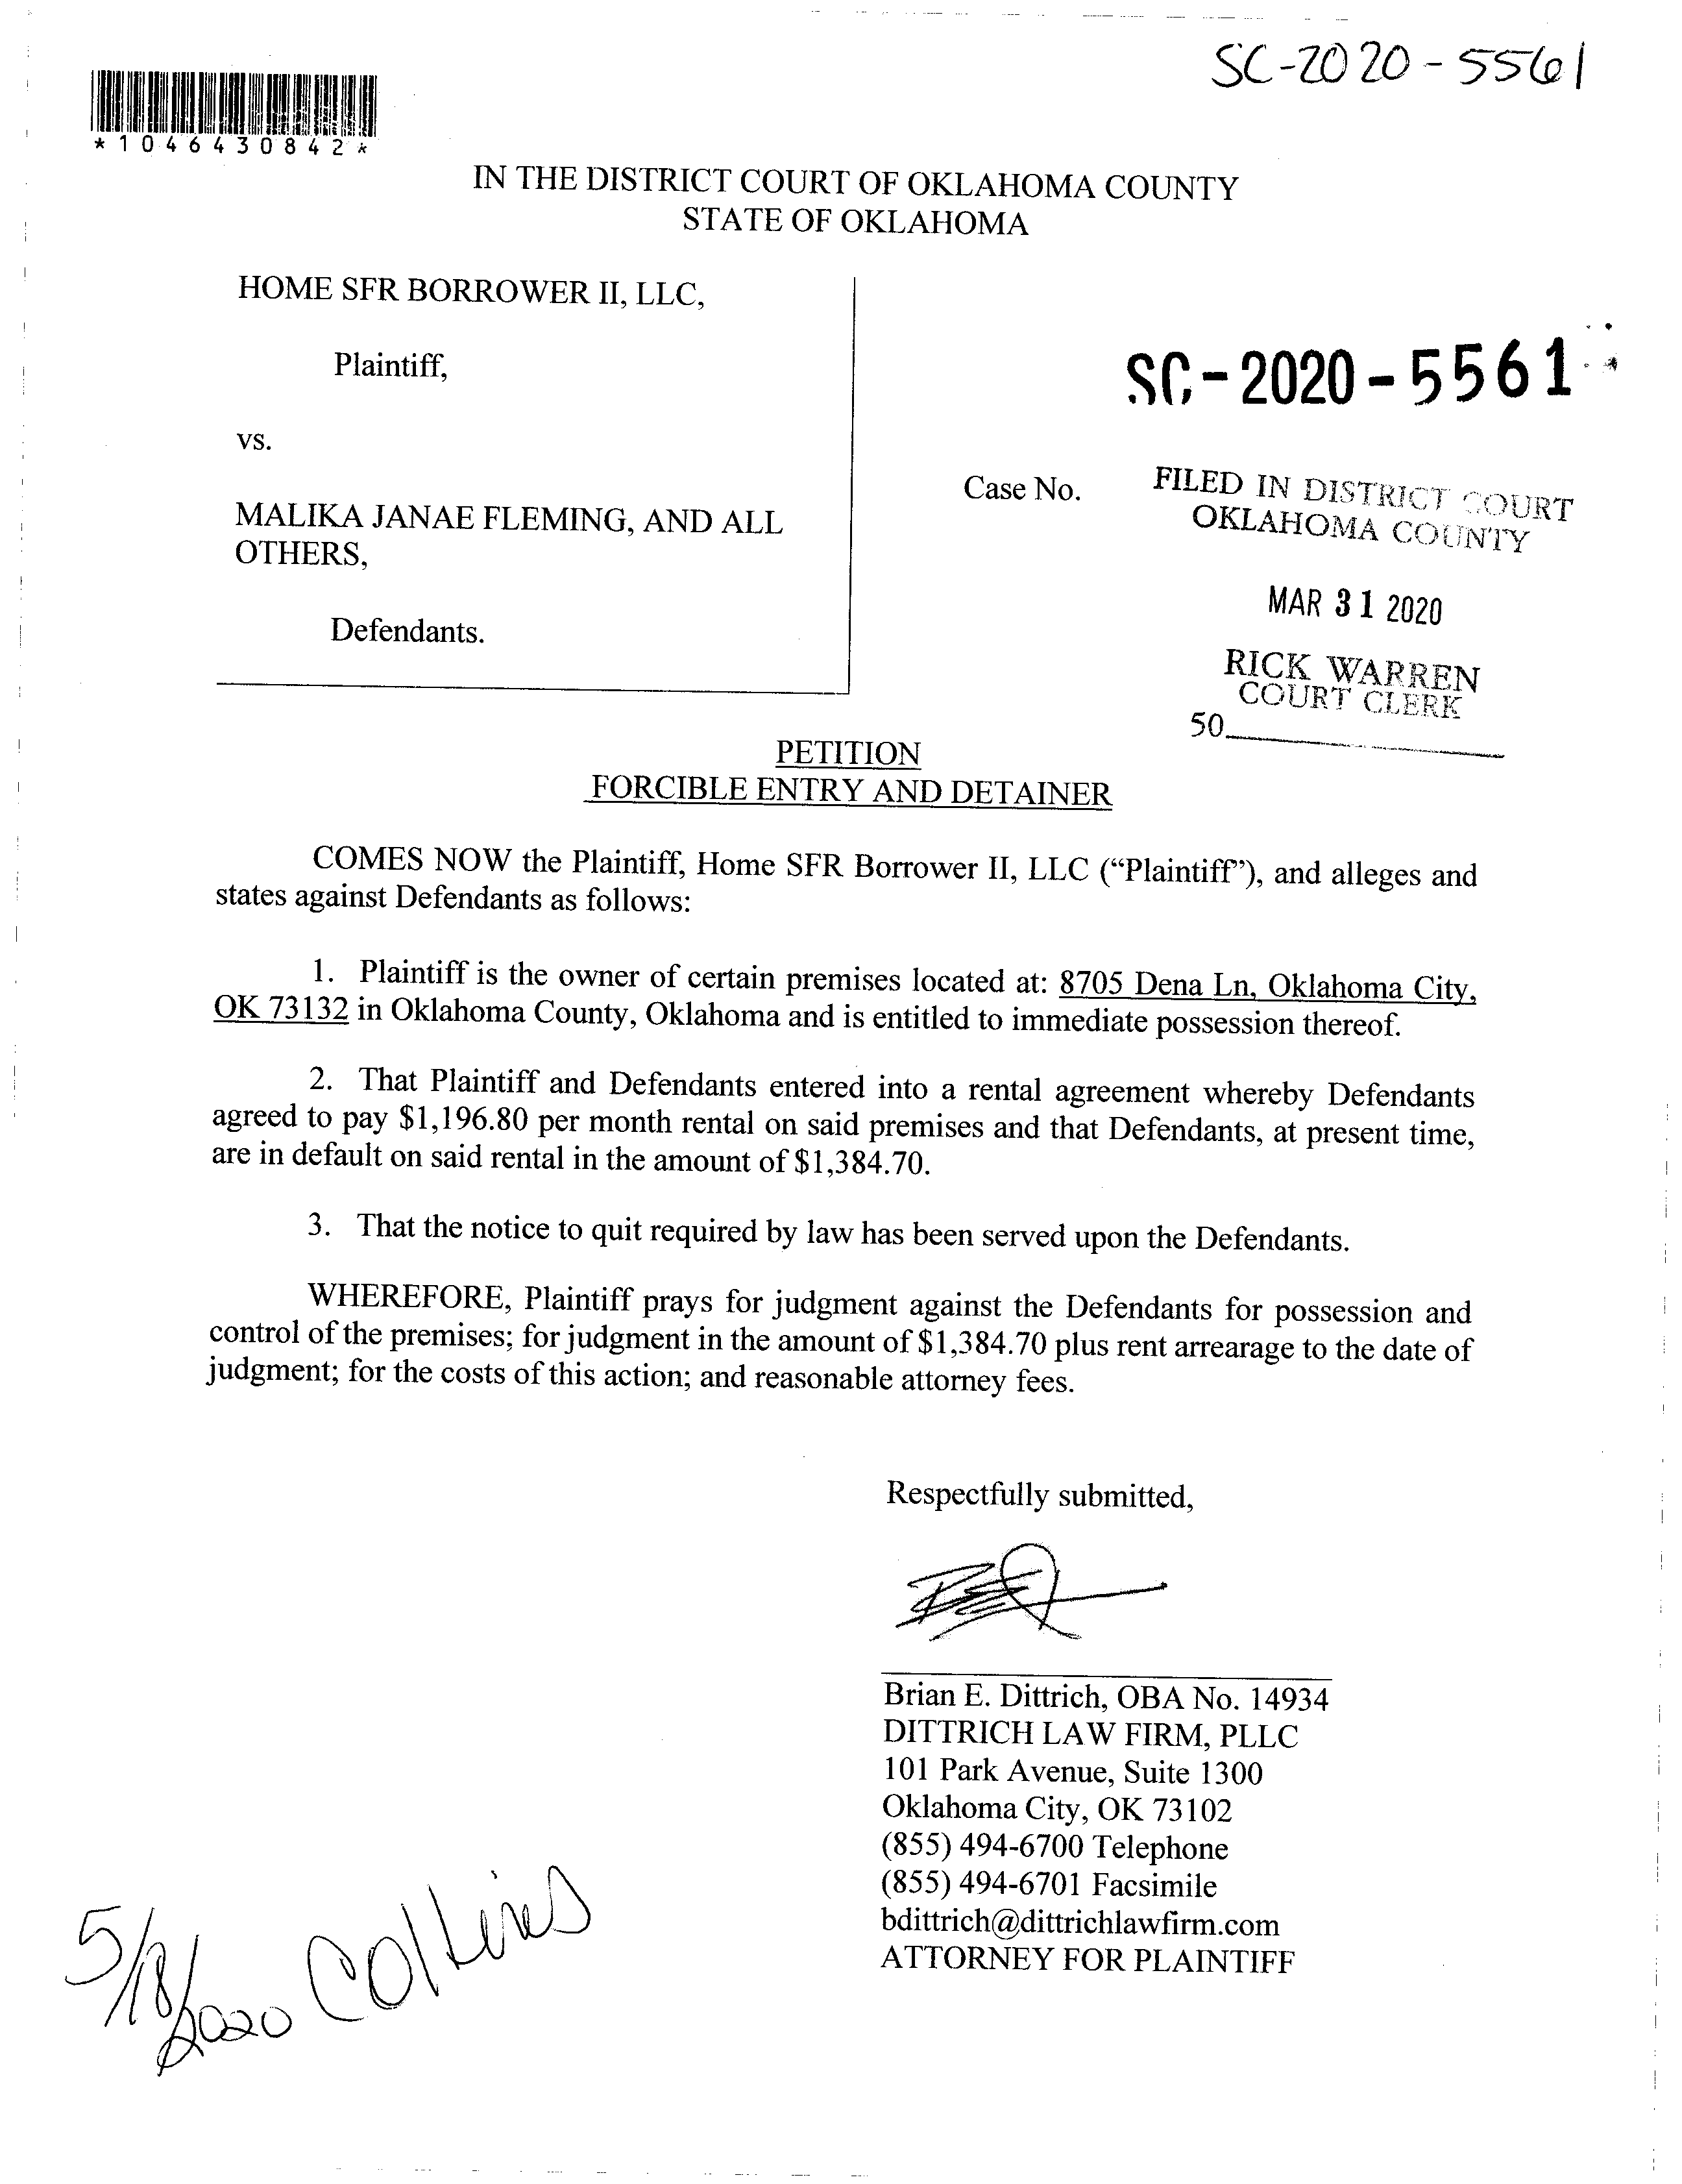 SC-2020-5561
*1046430842*
IN THE DISTRICT COURT OF OKLAHOMA COUNTY
STATE OF OKLAHOMA
HOME SFR BORROWER II, LLC,
Plaintiff,
vs.
MALIKA JANAE FLEMING, AND ALL
OTHERS,
Defendants.
SC-2020-5561
Case No.
FILED IN DISTRICT COURT
OKLAHOMA COUNTY
MAR 31 2020
RICK WARREN
COURT CLERK
50
PETITION
FORCIBLE ENTRY AND DETAINER
COMES NOW the Plaintiff, Home SFR Borrower II, LLC (“Plaintiff”), and alleges and
states against Defendants as follows:
1. Plaintiff is the owner of certain premises located at: 8705 Dena Ln, Oklahoma City,
OK 73132 in Oklahoma County, Oklahoma and is entitled to immediate possession thereof.
2. That Plaintiff and Defendants entered into a rental agreement whereby Defendants
agreed to pay $1,196.80 per month rental on said premises and that Defendants, at present time,
are in default on said rental in the amount of $1,384.70.
3. That the notice to quit required by law has been served upon the Defendants.
WHEREFORE, Plaintiff prays for judgment against the Defendants for possession and
control of the premises; for judgment in the amount of $1,384.70 plus rent arrearage to the date of
judgment; for the costs of this action; and reasonable attorney fees.
Respectfully submitted,
Brian E. Dittrich, OBA No. 14934
DITTRICH LAW FIRM, PLLC
101 Park Avenue, Suite 1300
Oklahoma City, OK 73102
(855) 494-6700 Telephone
(855) 494-6701 Facsimile
bdittrich@dittrichlawfirm.com
ATTORNEY FOR PLAINTIFF
5/18/2020 Collins